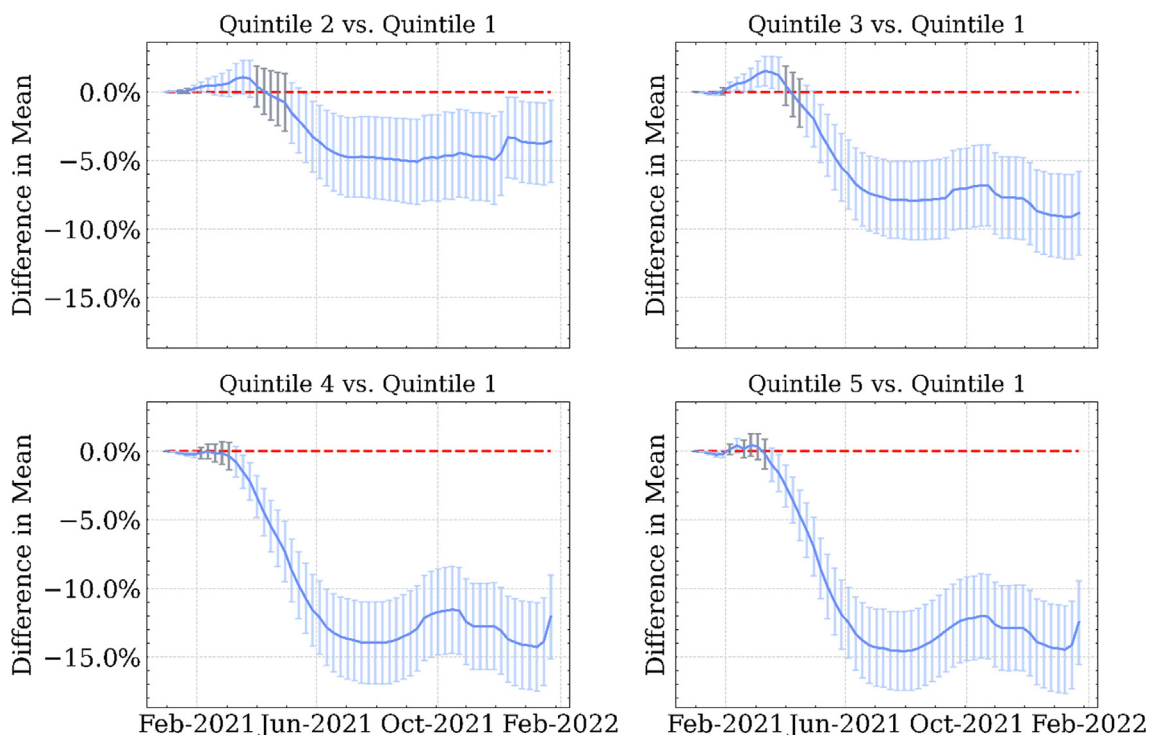 Quintile 2 vs. Quintile 1
Difference in Mean
0.0%
−5.0%
−10.0%
−15.0%
Quintile 3 vs. Quintile 1
Difference in Mean
Quintile 4 vs. Quintile 1
Difference in Mean
0.0%
−5.0%
−10.0%
−15.0%
Feb-2021 Jun-2021 Oct-2021 Feb-2022
Quintile 5 vs. Quintile 1
Difference in Mean
Feb-2021 Jun-2021 Oct-2021 Feb-2022